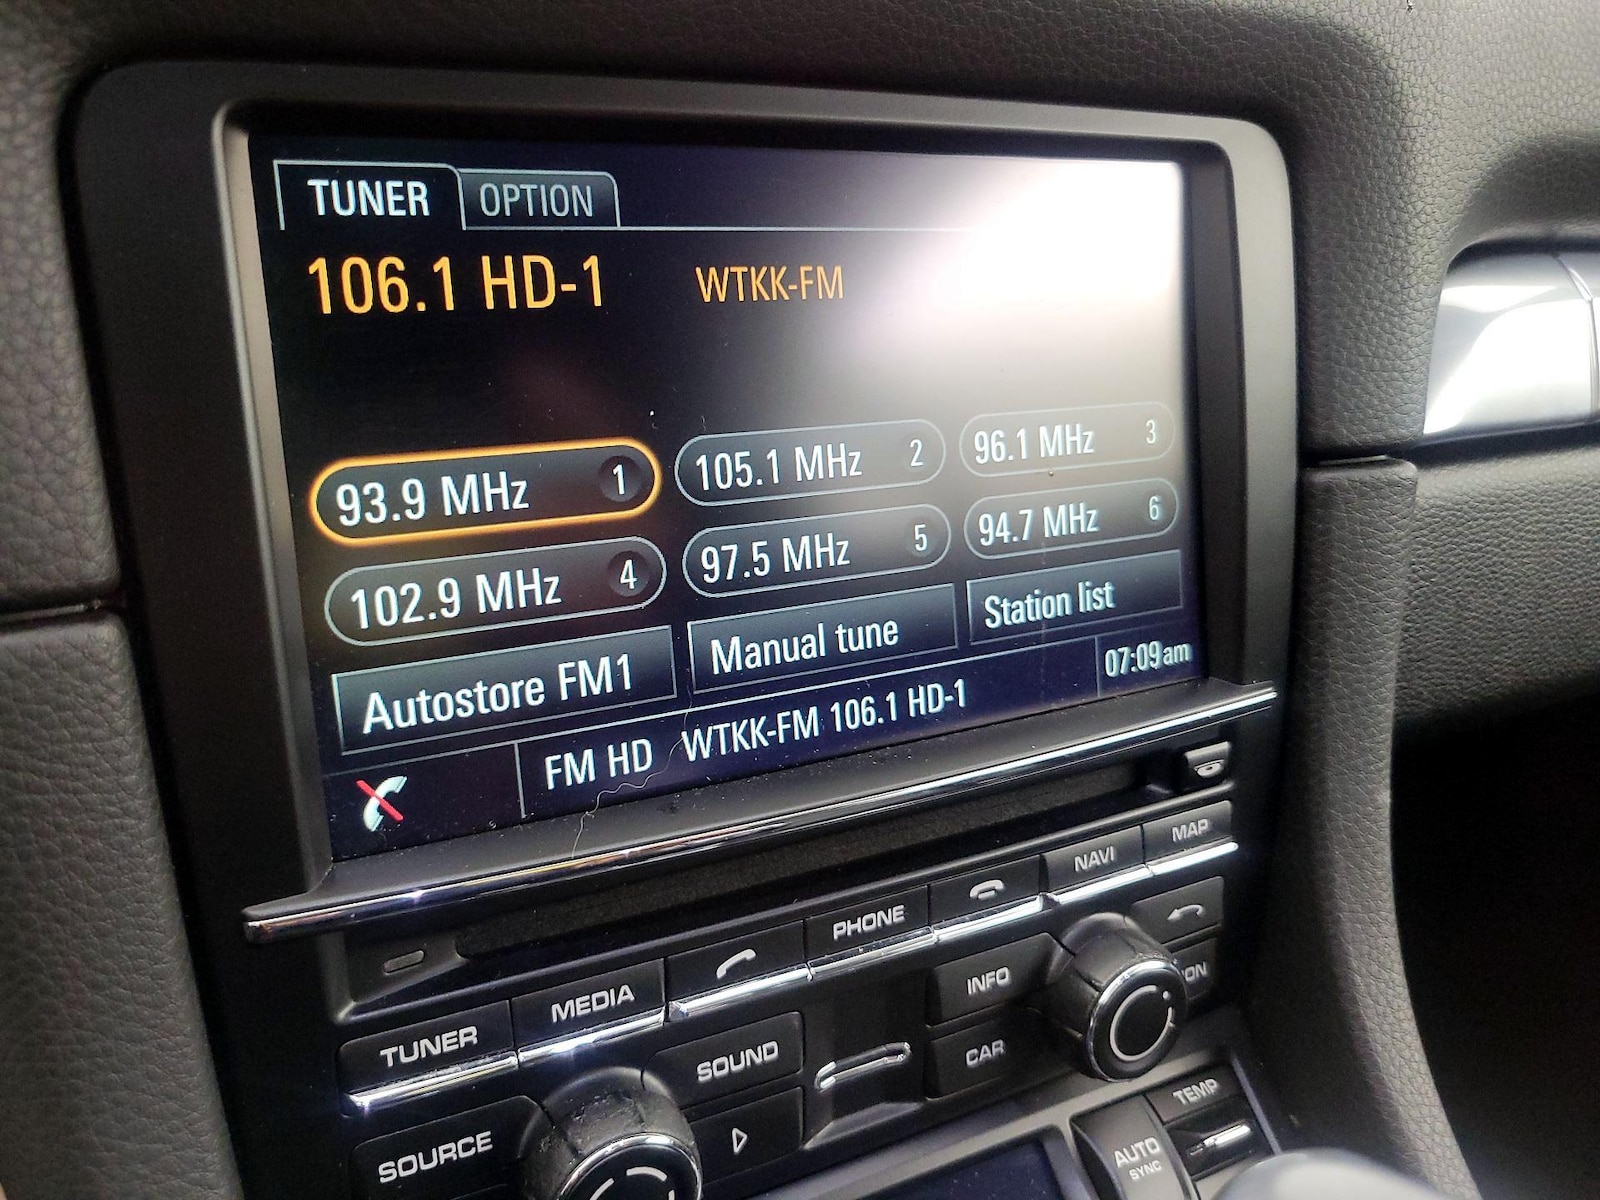 TUNER OPTION
106.1 HD-1 WTKK-FM
93.9 MHz 1 105.1 MHz 2 96.1 MHz 3
102.9 MHz 4 97.5 MHz 5 94.7 MHz 6
Autostore FM1 Manual tune Station list
FM HD WTKK-FM 106.1 HD-1 07:09am
TUNER MEDIA PHONE NAVI MAP
SOURCE SOUND INFO
CAR
TEMP
AUTO
SYNC